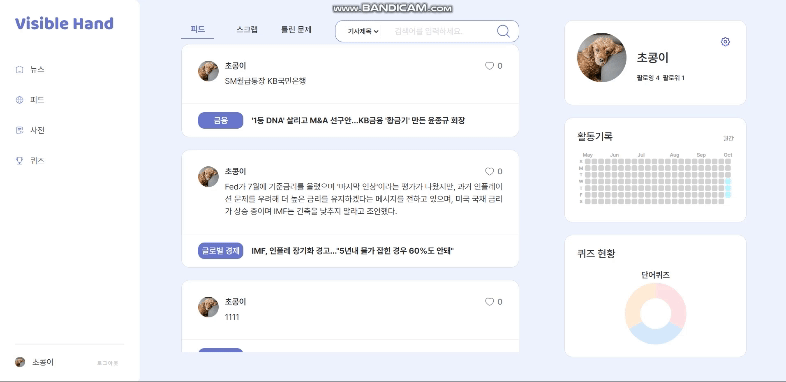 www.BANDICAM.com
Visible Hand
뉴스
피드
사전
퀴즈
초콩이
로그아웃
피드 스크랩 틀린 문제
기사제목 검색어를 입력하세요.
초콩이 0
SM월급통장 KB국민은행
금융 '1등 DNA' 살리고 M&A 선구안...KB금융 '황금기' 만든 윤종규 회장
초콩이 0
Fed가 7월에 기준금리를 올렸으며 '마지막 인상'이라는 평가가 나왔지만, 과거 인플레이
션 문제를 우려해 더 높은 금리를 유지하겠다는 메시지를 전하고 있으며, 미국 국채 금리
가 상승 중이며 IMF는 긴축을 낮추지 말라고 조언했다.
글로벌 경제 IMF, 인플레 장기화 경고..."5년내 물가 잡힌 경우 60%도 안돼"
초콩이 0
1111
초콩이
팔로잉 4 팔로워 1
활동기록
May Jun Jul Aug Sep Oct
S
M
T
W
T
F
S
퀴즈 현황
단어퀴즈